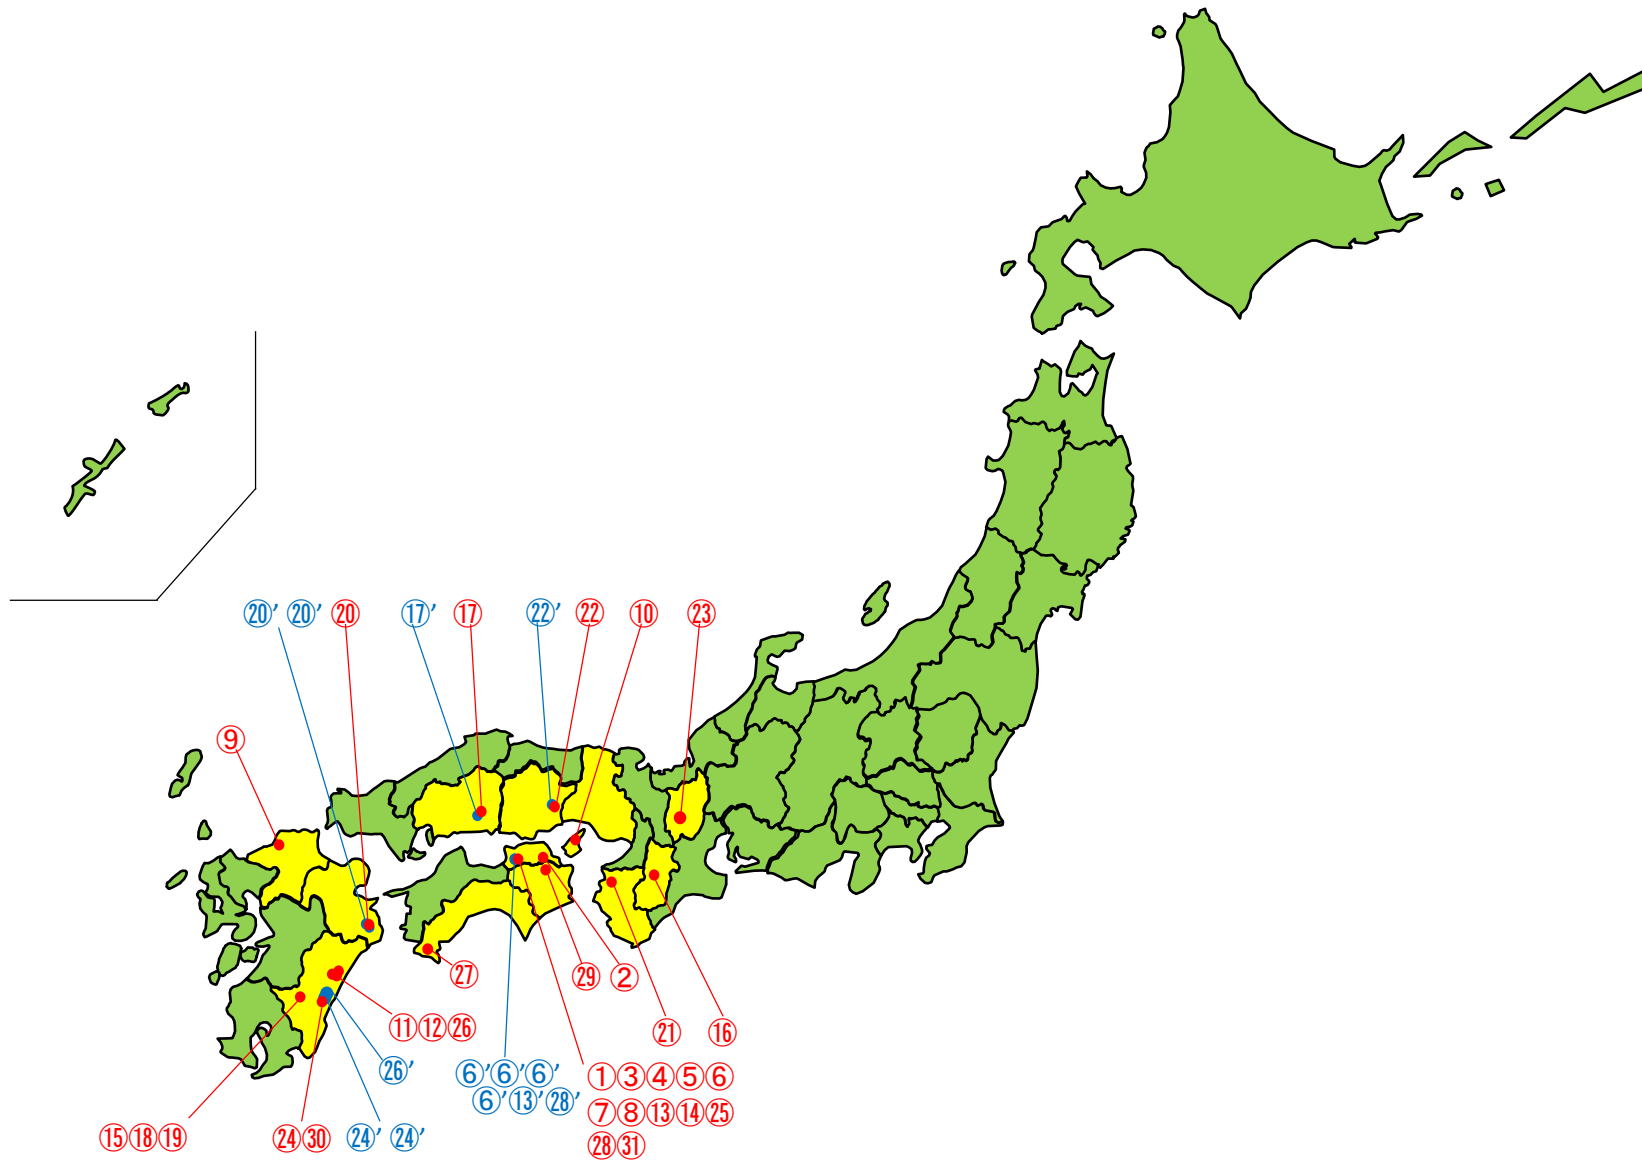 ⑳’ ⑳’ ⑳ ⑰’ ⑰ ㉒’ ㉒ ⑩ ㉓
⑨
㉗ ㉙ ② 
⑪⑫㉖ ㉑ ⑯
㉖’
⑥’⑥’⑥’ ①③④⑤⑥
⑥’⑬’㉘’ ⑦⑧⑬⑭㉕
⑮⑱⑲ ㉔㉚ ㉔’ ㉔’ ㉘㉛